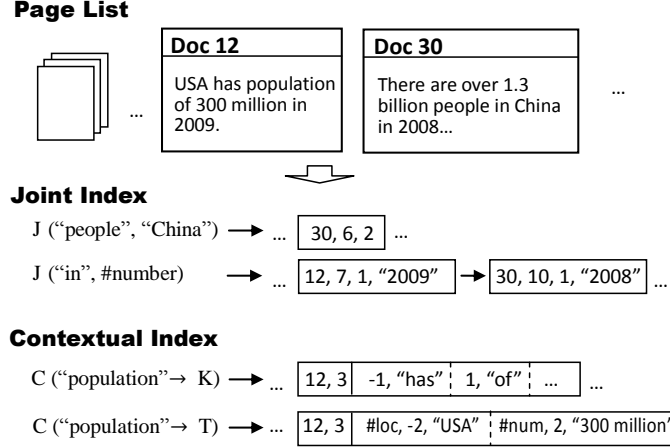 Page List
Doc 12
USA has population
of 300 million in
2009.
Doc 30
There are over 1.3
billion people in China
in 2008...
...
...
Joint Index
J (“people”, “China”) → ... 30, 6, 2 ...
J (“in”, #number) → ... 12, 7, 1, “2009” → 30, 10, 1, “2008” ...
Contextual Index
C (“population”→ K) → ... 12, 3 -1, “has” 1, “of” ... ...
C (“population”→ T) → ... 12, 3 #loc, -2, “USA” #num, 2, “300 million”